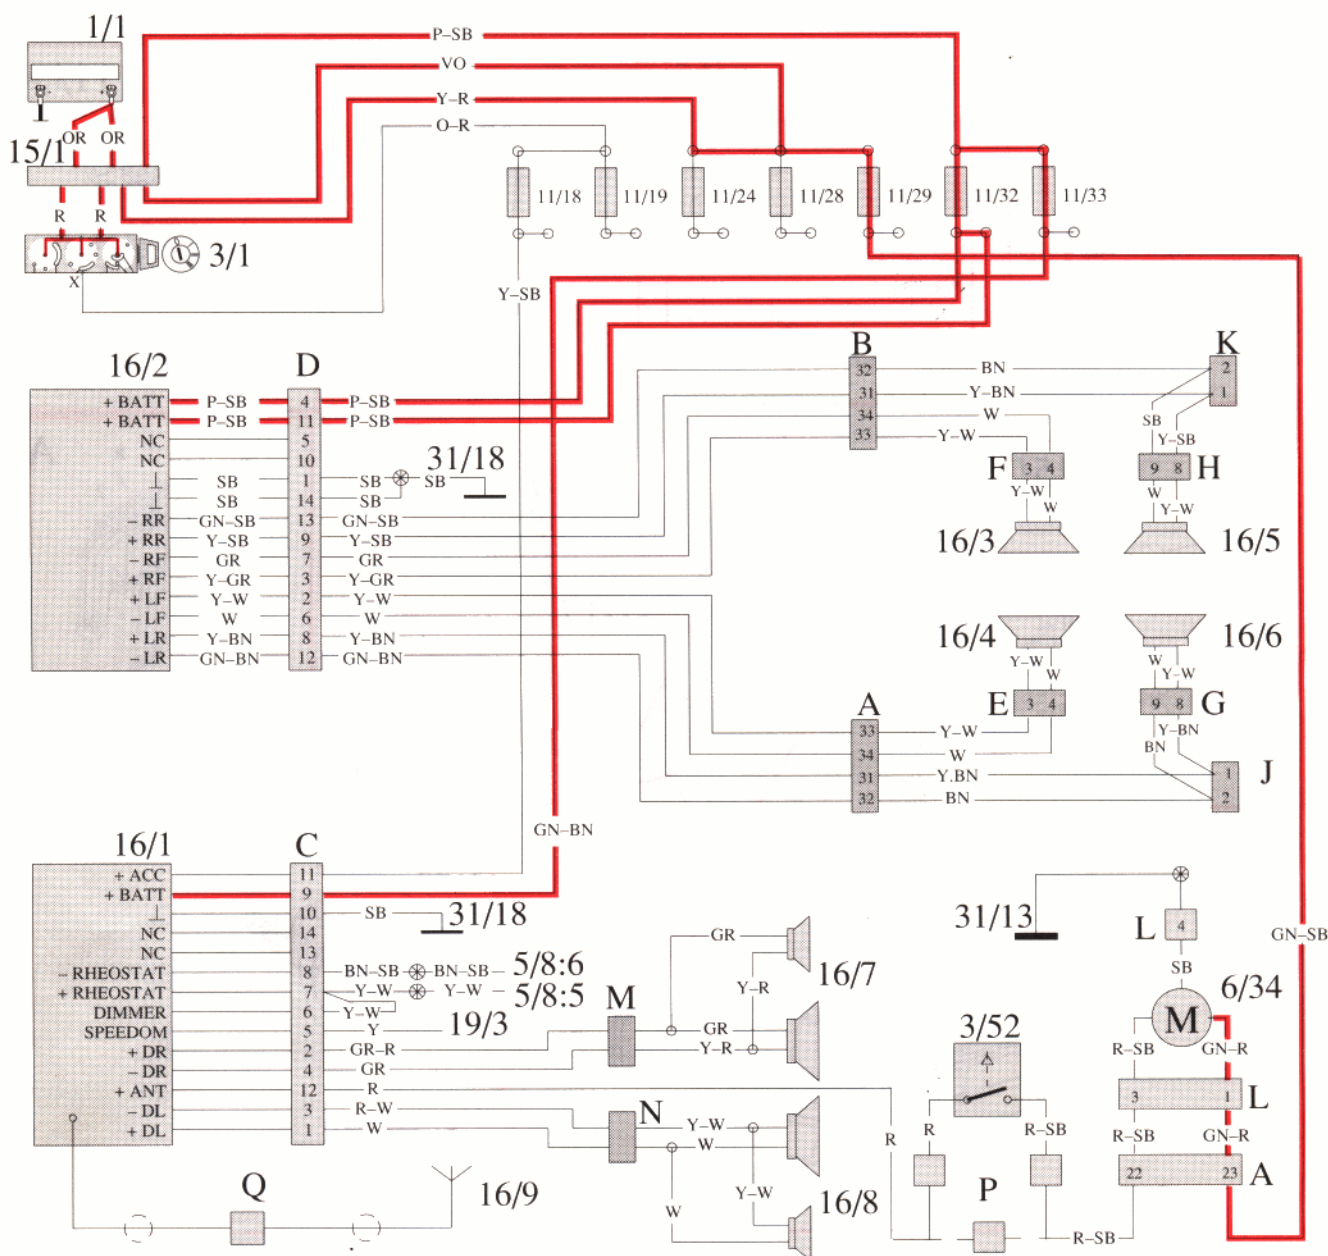 1/1
P–SB
VO
Y–R
O–R
- +
OR OR
15/1
11/18 11/19 11/24 11/28 11/29 11/32 11/33
R R
3/1
X
Y–SB
16/2 D
+ BATT P–SB 4 P–SB
+ BATT P–SB 11 P–SB
NC 5
NC 10
⊥ SB 1 SB SB 31/18
⊥ SB 14 SB
– RR GN–SB 13 GN–SB
+ RR Y–SB 9 Y–SB
– RF GR 7 GR
+ RF Y–GR 3 Y–GR
+ LF Y–W 2 Y–W
– LF W 6 W
+ LR Y–BN 8 Y–BN
– LR GN–BN 12 GN–BN
B K
32 BN 2
31 Y–BN 1
34 W
33 Y–W
SB Y–SB
F 3 4 9 8 H
Y–W W W Y–W
16/3 16/5
16/4 16/6
Y–W W W Y–W
E 3 4 9 8 G
A
33 Y–W
34 W
BN Y–BN
31 Y.BN 1 J
32 BN 2
GN–BN
16/1 C
+ ACC 11
+ BATT 9
⊥ 10 SB 31/18
NC 14
NC 13
– RHEOSTAT 8 BN–SB BN–SB 5/8:6
+ RHEOSTAT 7 Y–W Y–W 5/8:5
DIMMER 6 Y–W
SPEEDOM 5 Y 19/3
+ DR 2 GR–R
– DR 4 GR
+ ANT 12 R
– DL 3 R–W
+ DL 1 W
M
GR
Y–R
GR
Y–R
16/7
N
Y–W
W
Y–W
W
16/8
Q
16/9
31/13
L 4
SB
GN–SB
M 6/34
R–SB GN–R
3 1 L
R–SB GN–R
22 23 A
3/52
R R R–SB
P
R–SB